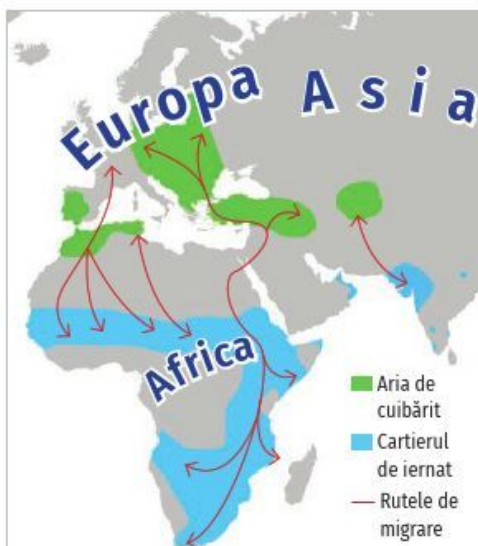 Europa
Asia
Africa
Aria de
cuibărit
Cartierul
de iernat
Rutele de
migrare